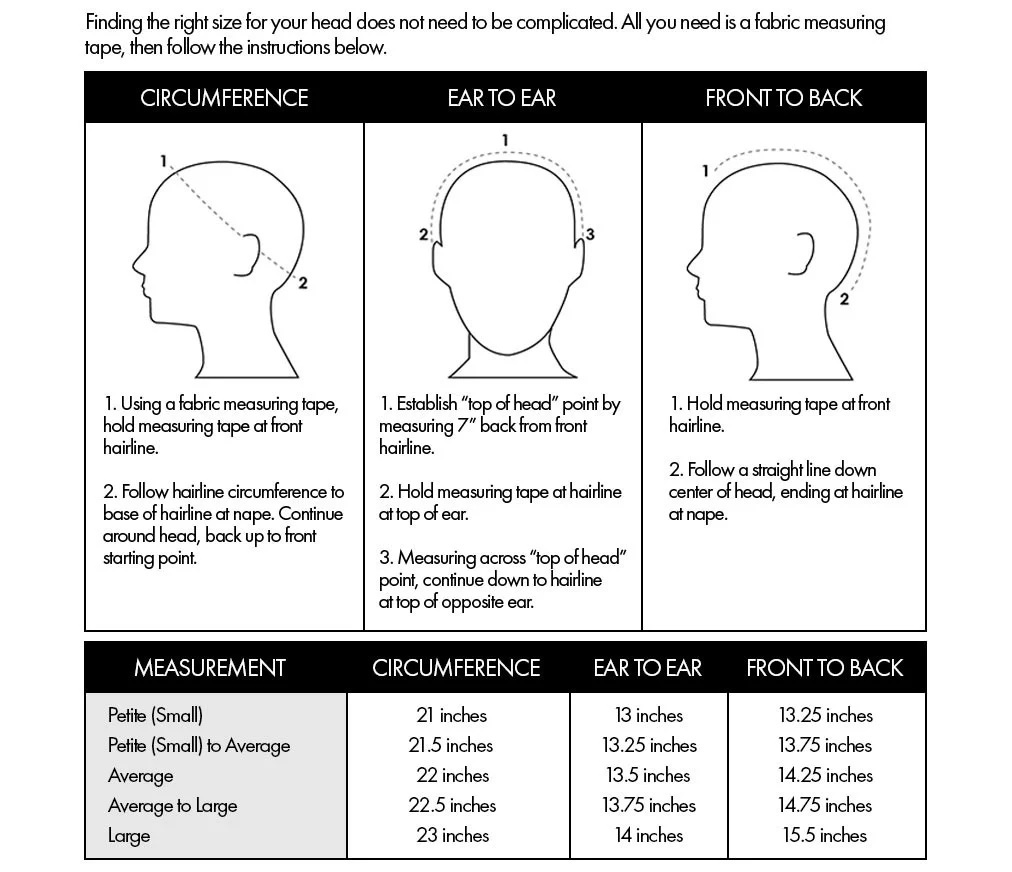 Finding the right size for your head does not need to be complicated. All you need is a fabric measuring
tape, then follow the instructions below.
CIRCUMFERENCE
1
2
1. Using a fabric measuring tape,
hold measuring tape at front
hairline.
2. Follow hairline circumference to
base of hairline at nape. Continue
around head, back up to front
starting point.
EAR TO EAR
1
2
3
1. Establish “top of head” point by
measuring 7” back from front
hairline.
2. Hold measuring tape at hairline
at top of ear.
3. Measuring across “top of head”
point, continue down to hairline
at top of opposite ear.
FRONT TO BACK
1
2
1. Hold measuring tape at front
hairline.
2. Follow a straight line down
center of head, ending at hairline
at nape.
MEASUREMENT CIRCUMFERENCE EAR TO EAR FRONT TO BACK
Petite (Small) 21 inches 13 inches 13.25 inches
Petite (Small) to Average 21.5 inches 13.25 inches 13.75 inches
Average 22 inches 13.5 inches 14.25 inches
Average to Large 22.5 inches 13.75 inches 14.75 inches
Large 23 inches 14 inches 15.5 inches